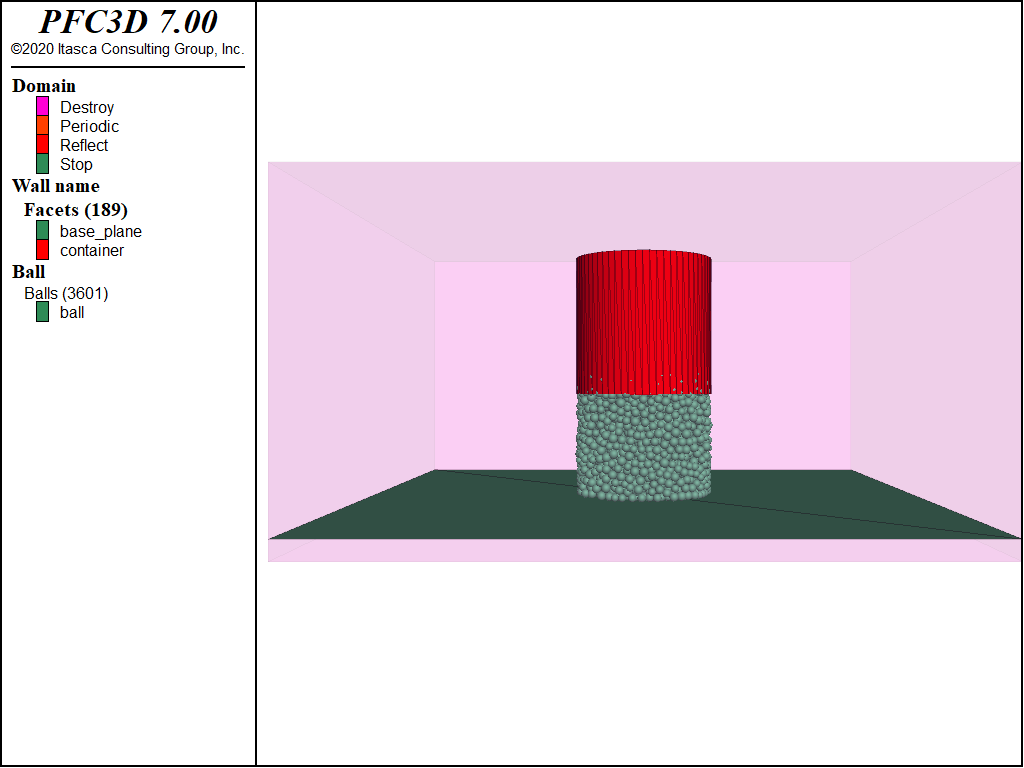 PFC3D 7.00
©2020 Itasca Consulting Group, Inc.
Domain
Destroy
Periodic
Reflect
Stop
Wall name
Facets (189)
base_plane
container
Ball
Balls (3601)
ball